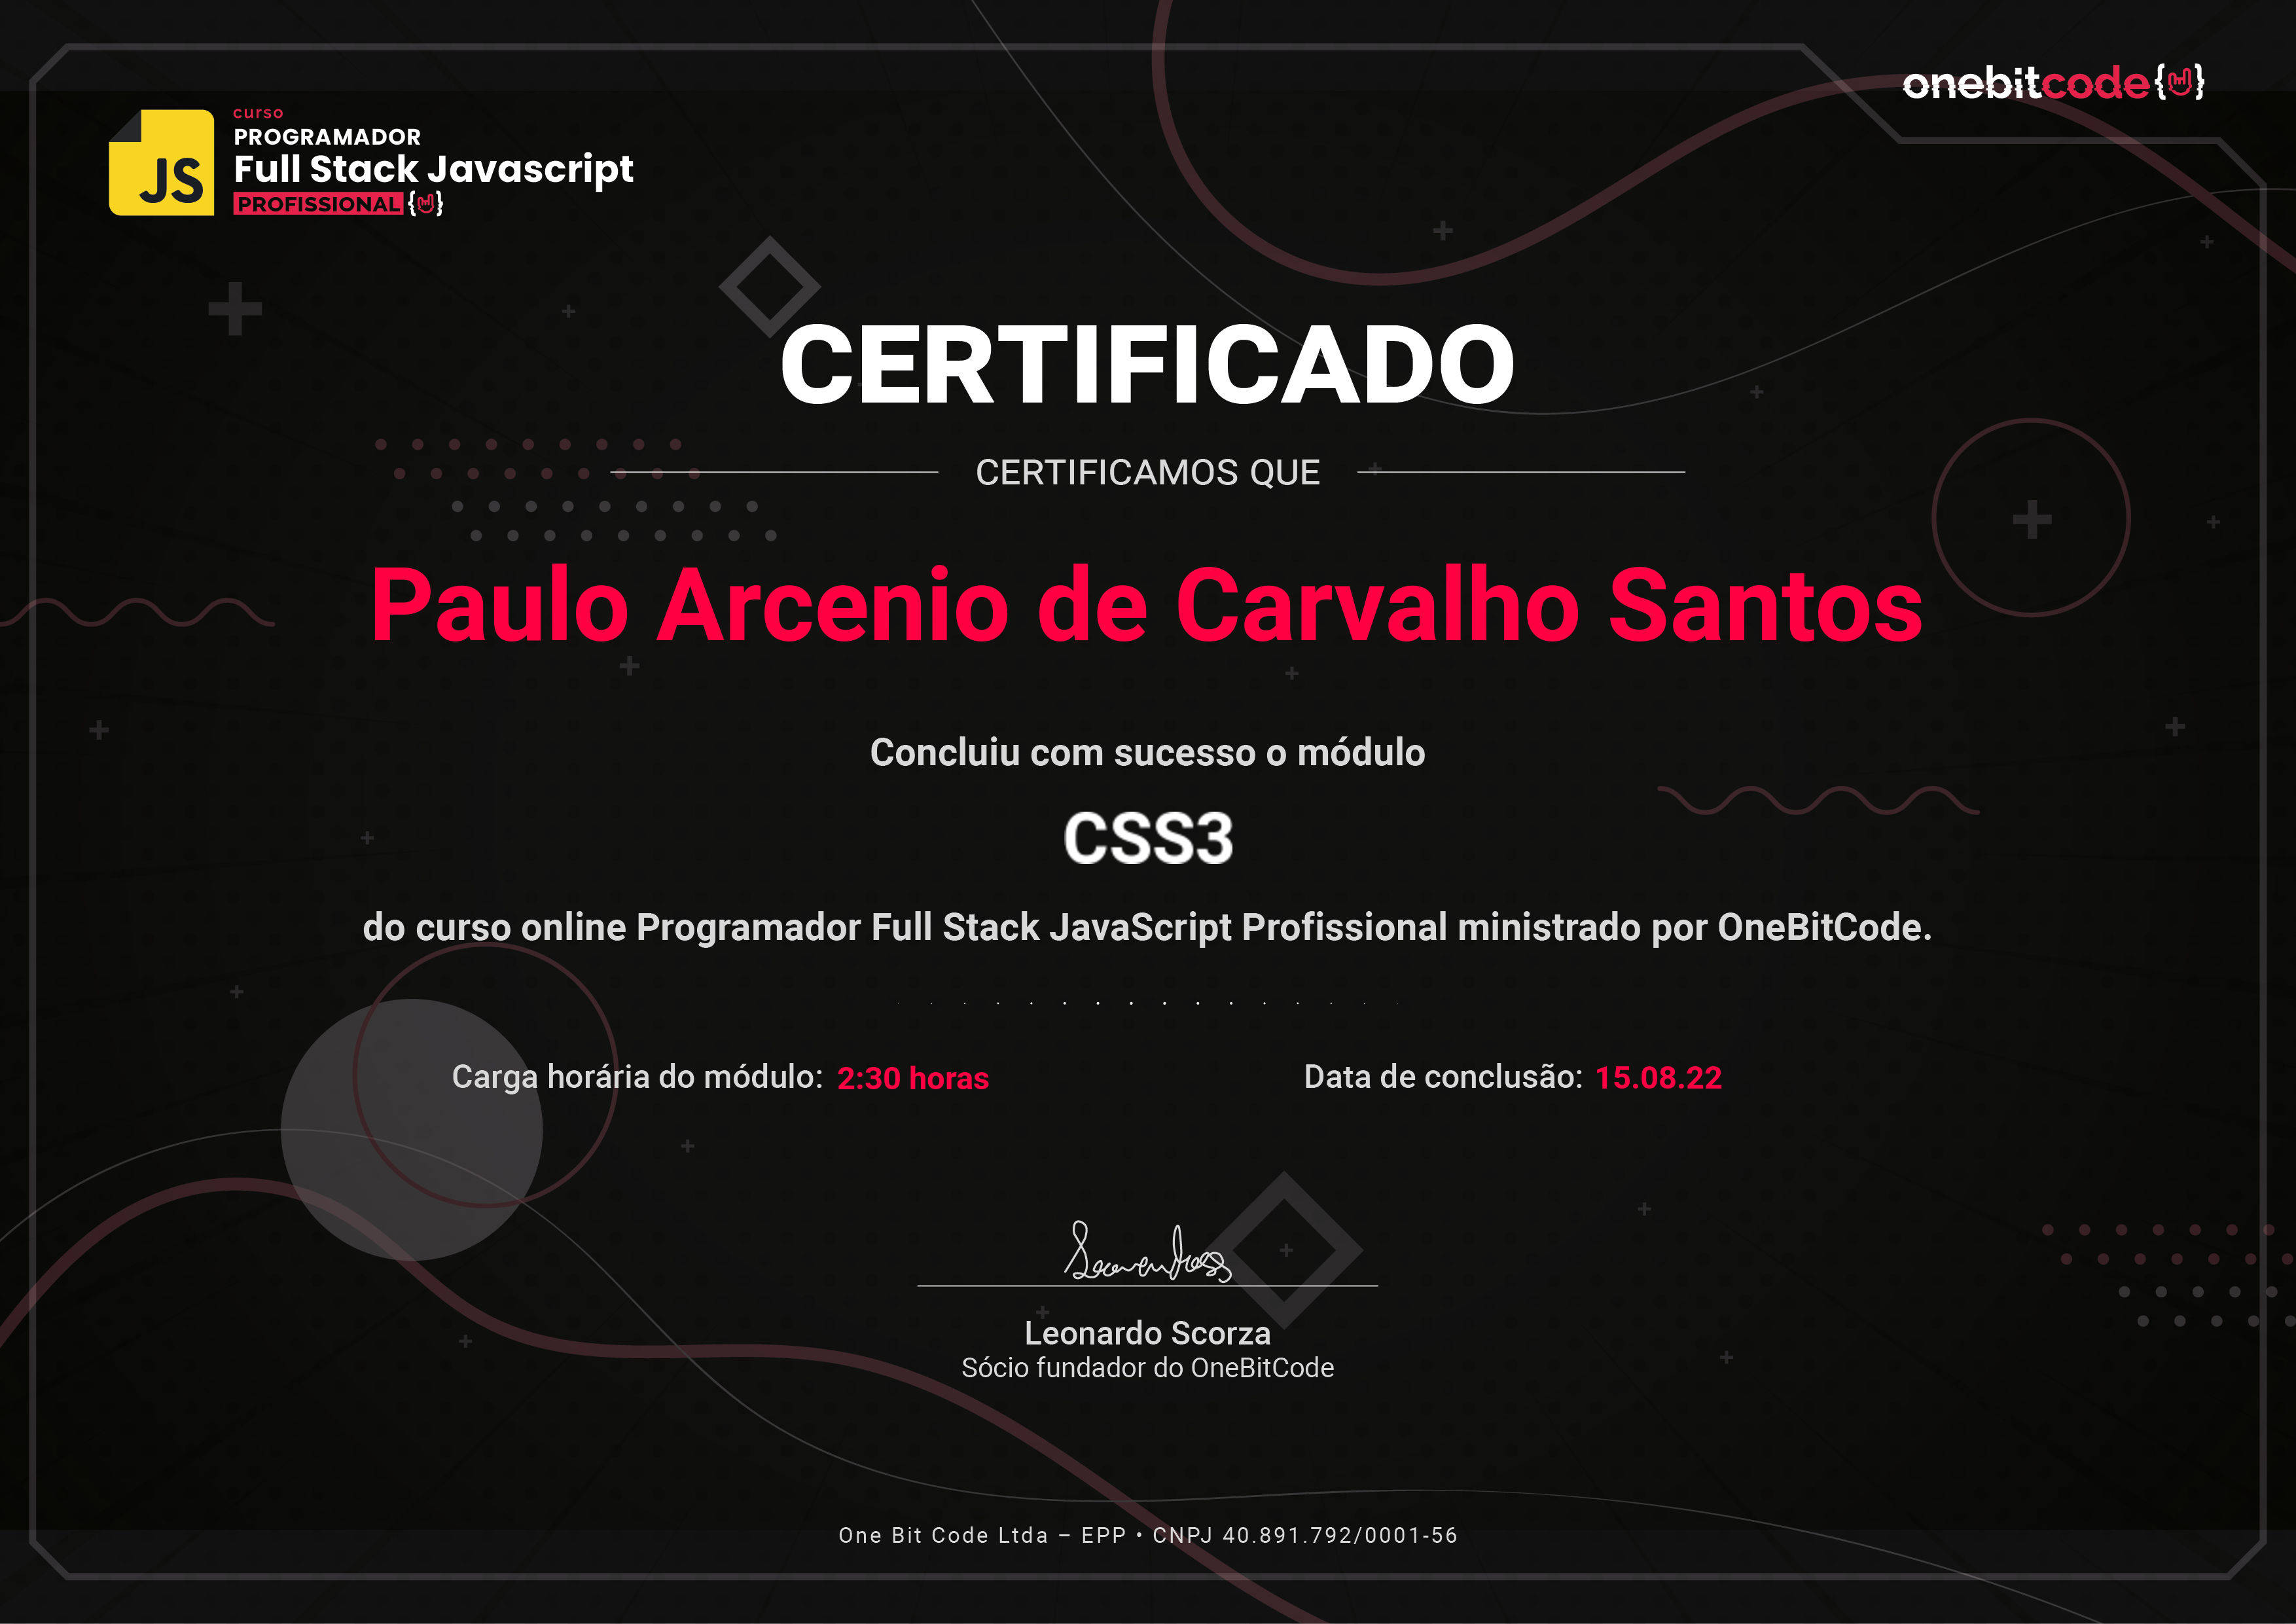 curso
PROGRAMADOR
Full Stack Javascript
PROFISSIONAL
JS
onebitcode
CERTIFICADO
CERTIFICAMOS QUE
Paulo Arcenio de Carvalho Santos
Concluiu com sucesso o módulo
CSS3
do curso online Programador Full Stack JavaScript Profissional ministrado por OneBitCode.
Carga horária do módulo: 2:30 horas
Data de conclusão: 15.08.22
Leonardo Scorza
Sócio fundador do OneBitCode
One Bit Code Ltda – EPP • CNPJ 40.891.792/0001-56